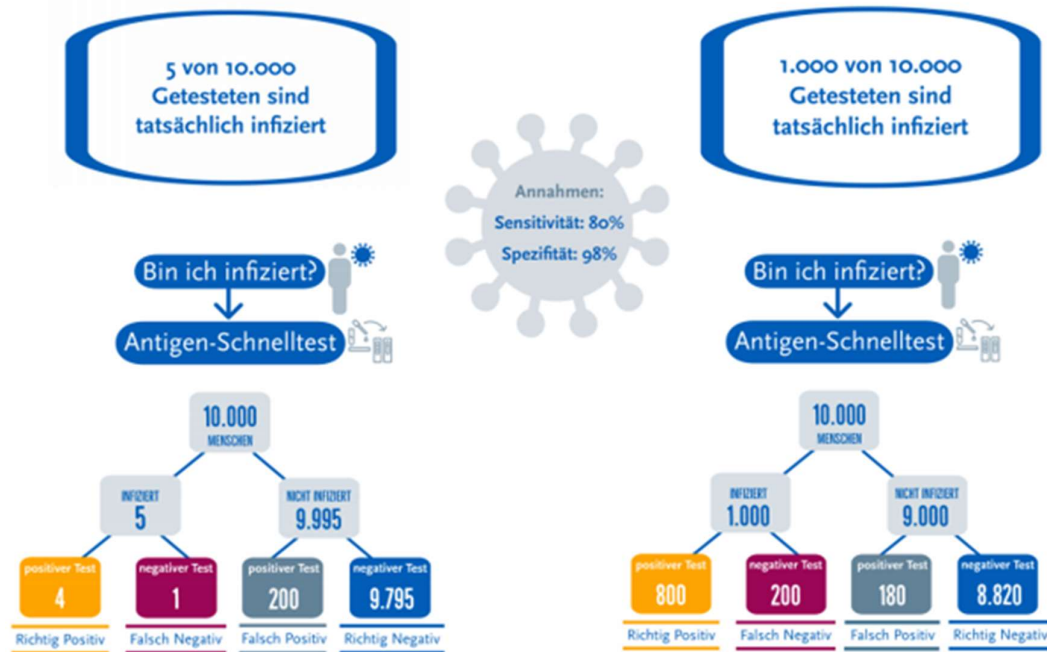 5 von 10.000
Getesteten sind
tatsächlich infiziert
Bin ich infiziert?
Antigen-Schnelltest
10.000
MENSCHEN
INFIZIERT
5
NICHT INFIZIERT
9.995
positiver Test
4
Richtig Positiv
negativer Test
1
Falsch Negativ
positiver Test
200
Falsch Positiv
negativer Test
9.795
Richtig Negativ
Annahmen:
Sensitivität: 80%
Spezifität: 98%
1.000 von 10.000
Getesteten sind
tatsächlich infiziert
Bin ich infiziert?
Antigen-Schnelltest
10.000
MENSCHEN
INFIZIERT
1.000
NICHT INFIZIERT
9.000
positiver Test
800
Richtig Positiv
negativer Test
200
Falsch Negativ
positiver Test
180
Falsch Positiv
negativer Test
8.820
Richtig Negativ